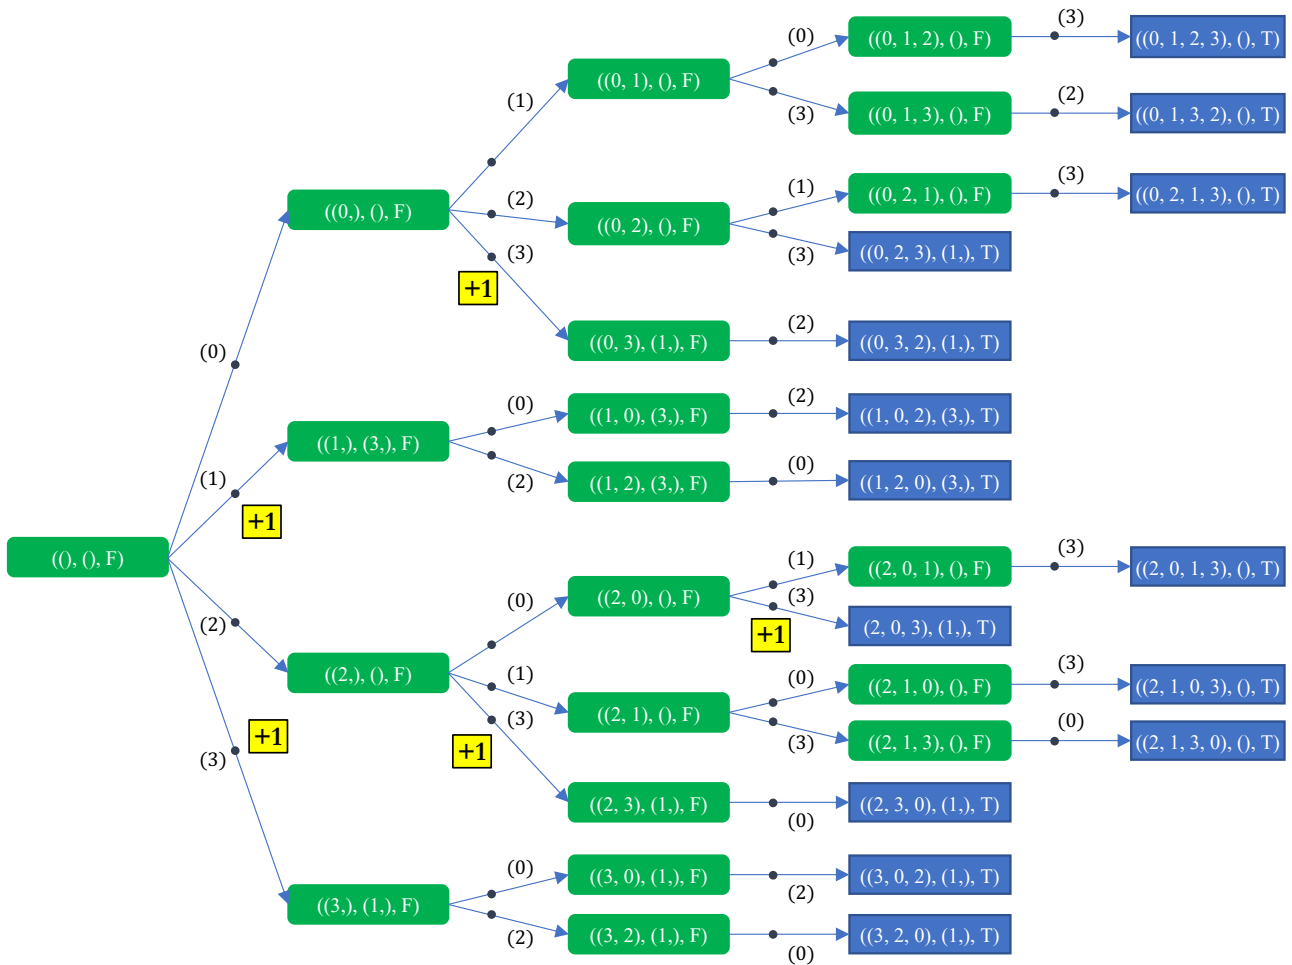 (3)
(0)
((0, 1, 2), (), F)
((0, 1, 2, 3), (), T)
((0, 1), (), F)
(1)
(3)
(2)
((0, 1, 3), (), F)
((0, 1, 3, 2), (), T)
(1)
(3)
((0, 2, 1), (), F)
((0, 2, 1, 3), (), T)
((0,), (), F)
(2)
((0, 2), (), F)
(3)
((0, 2, 3), (1,), T)
(3)
+1
(2)
((0, 3), (1,), F)
((0, 3, 2), (1,), T)
(0)
(0)
(2)
((1, 0), (3,), F)
((1, 0, 2), (3,), T)
((1,), (3,), F)
(1)
(2)
(0)
((1, 2), (3,), F)
((1, 2, 0), (3,), T)
+1
((), (), F)
(1)
(3)
((2, 0, 1), (), F)
((2, 0, 1, 3), (), T)
(0)
((2, 0), (), F)
(3)
(2, 0, 3), (1,), T)
+1
(2)
((2,), (), F)
(1)
(0)
(3)
((2, 1, 0), (), F)
((2, 1, 0, 3), (), T)
((2, 1), (), F)
(3)
+1
(3)
(0)
((2, 1, 3), (), F)
((2, 1, 3, 0), (), T)
+1
(3)
((2, 3), (1,), F)
((2, 3, 0), (1,), T)
(0)
(0)
((3, 0), (1,), F)
((3, 0, 2), (1,), T)
(2)
((3,), (1,), F)
(2)
((3, 2), (1,), F)
((3, 2, 0), (1,), T)
(0)